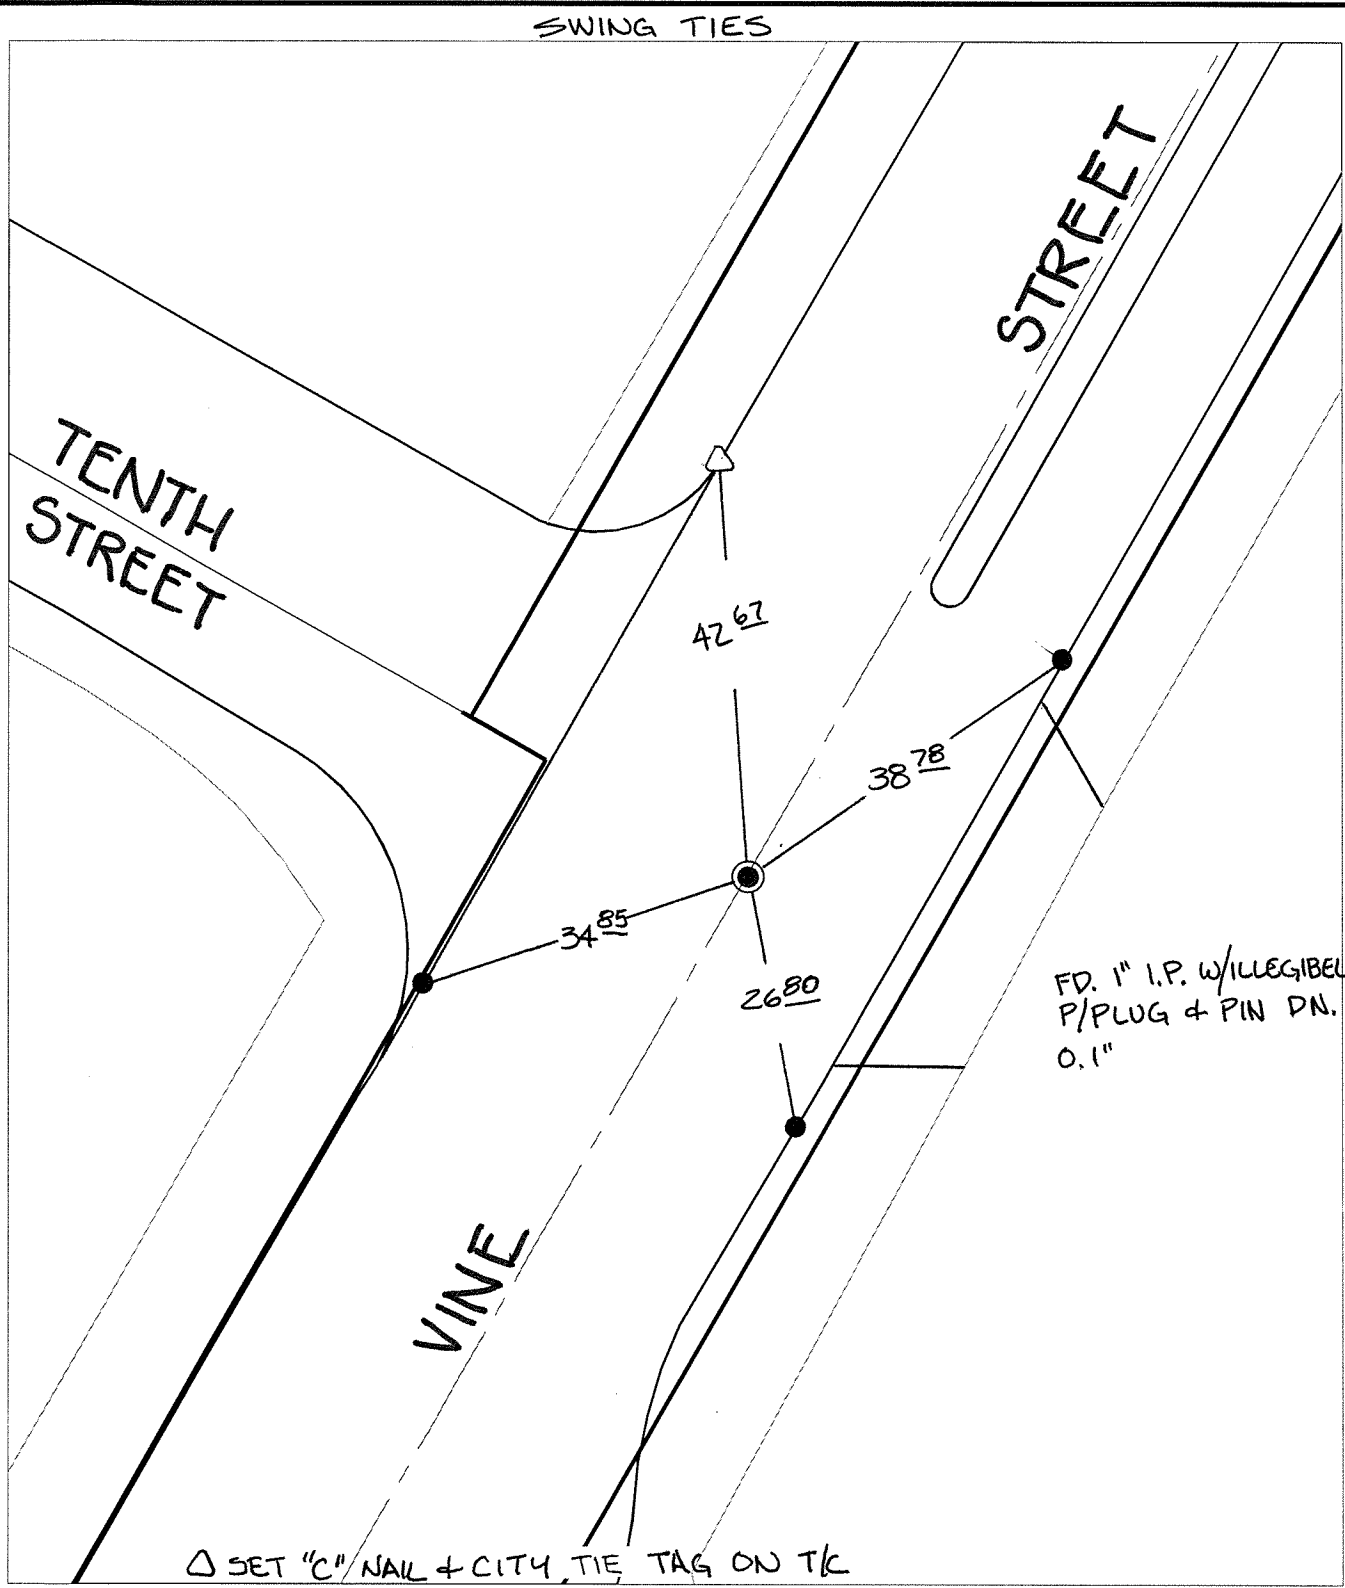 SWING TIES
STREET
TENTH
STREET
42 67
38 78
34 85
26 80
FD. 1" I.P. W/ILLEGIBEL
P/PLUG & PIN DN.
0.1"
VINE
△ SET "C" NAIL & CITY TIE TAG ON T/C